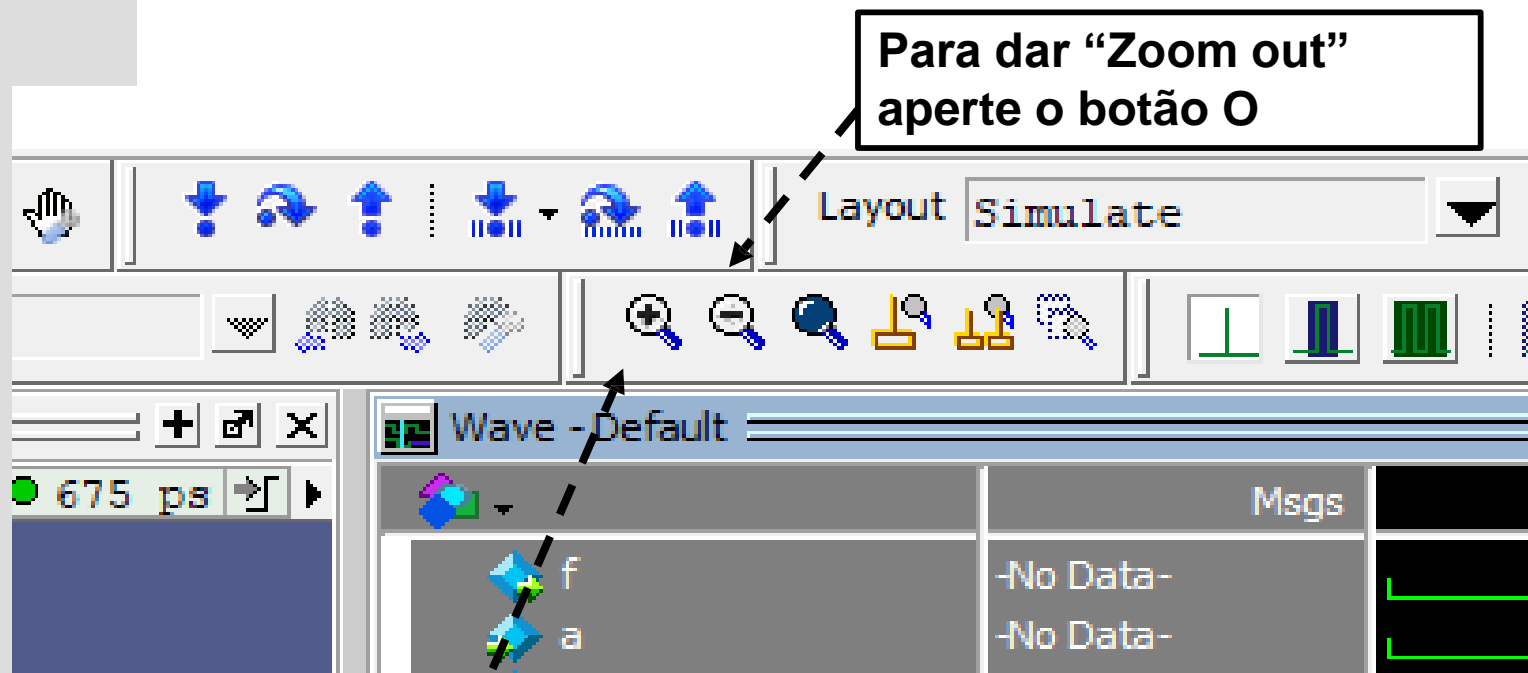 Para dar “Zoom out”
aperte o botão O
Layout Simulate
Wave - Default
675 ps
Msgs
f -No Data-
a -No Data-